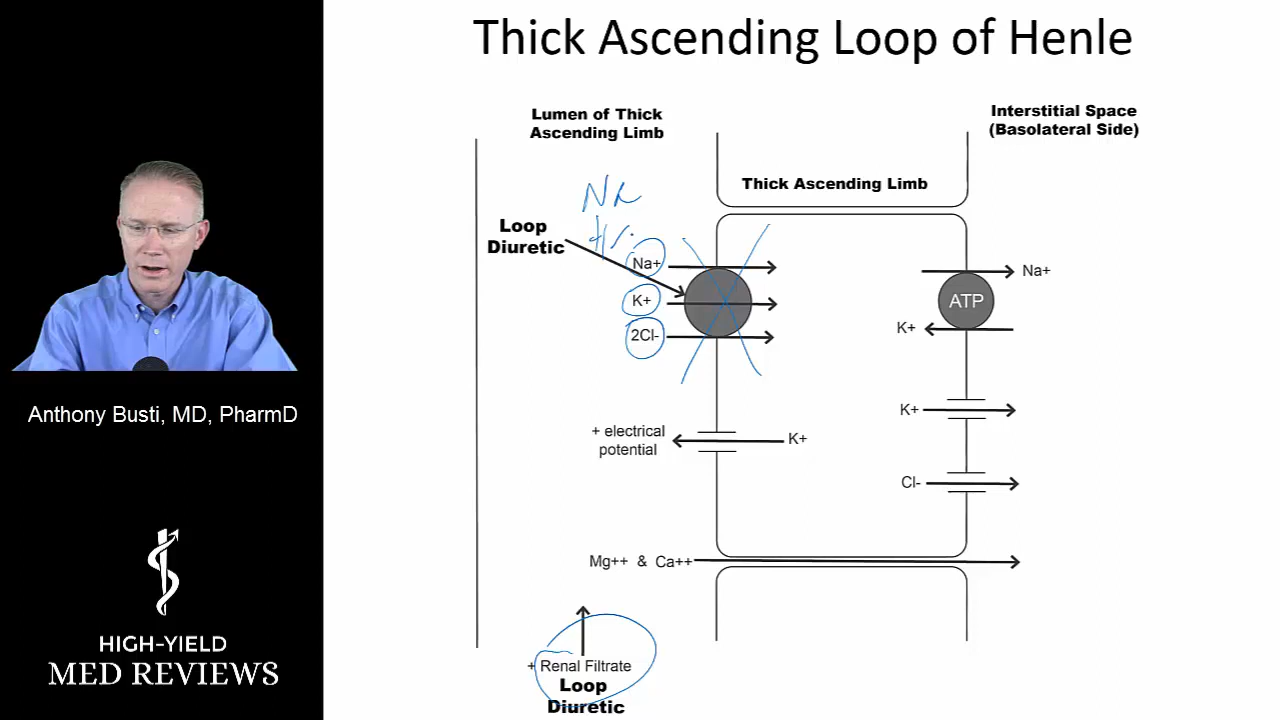 Thick Ascending Loop of Henle
Lumen of Thick
Ascending Limb
Interstitial Space
(Basolateral Side)
Thick Ascending Limb
Loop
Diuretic
Na+
K+
2Cl-
ATP
Na+
K+
+ electrical
potential
K+
K+
Cl-
Mg++ & Ca++
+ Renal Filtrate
Loop
Diuretic
Anthony Busti, MD, PharmD
HIGH-YIELD
MED REVIEWS